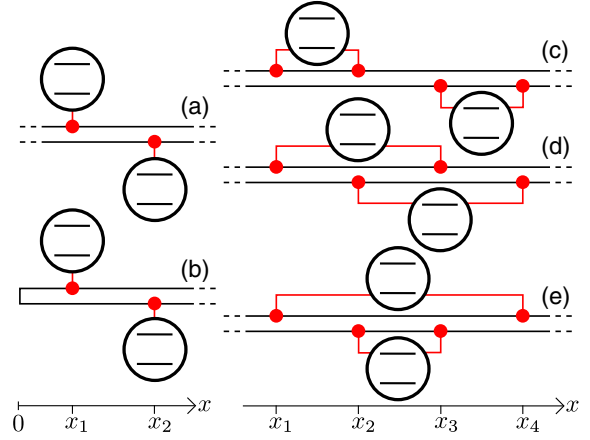 (a)
(b)
0 x₁ x₂ x
(c)
(d)
(e)
x₁ x₂ x₃ x₄ x